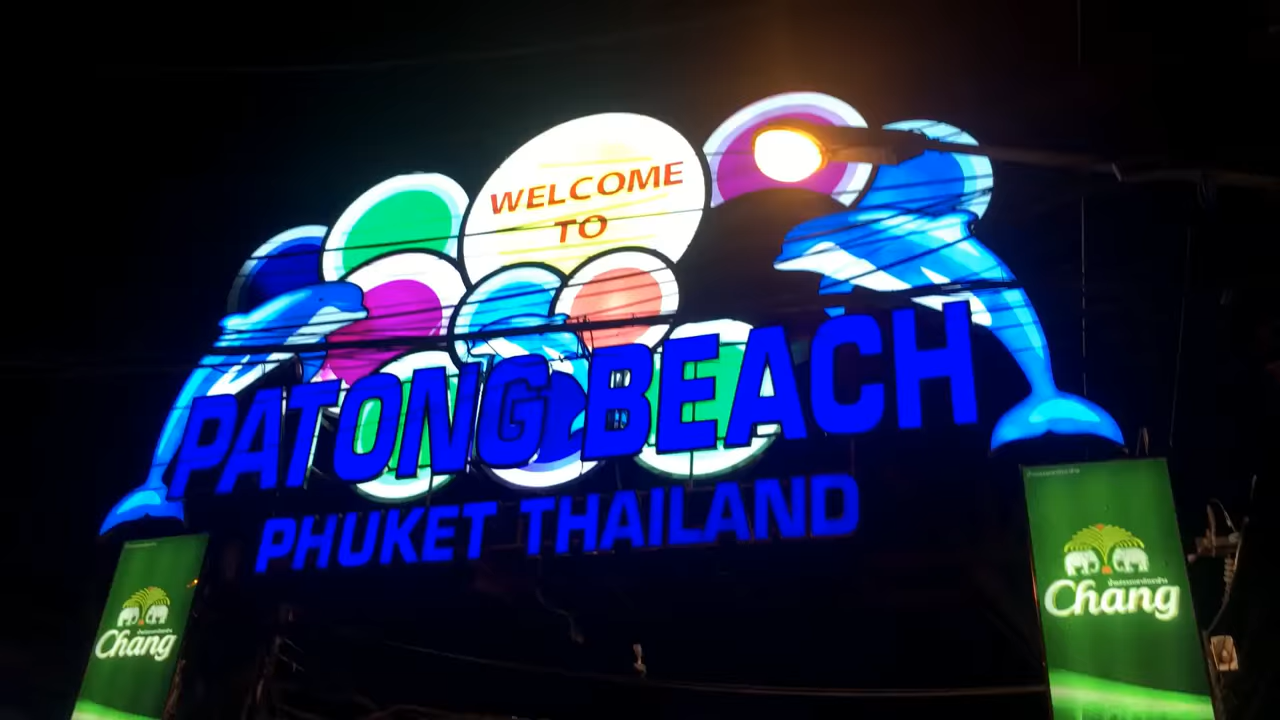 WELCOME
TO
PATONG BEACH
PHUKET THAILAND
Chang
Chang